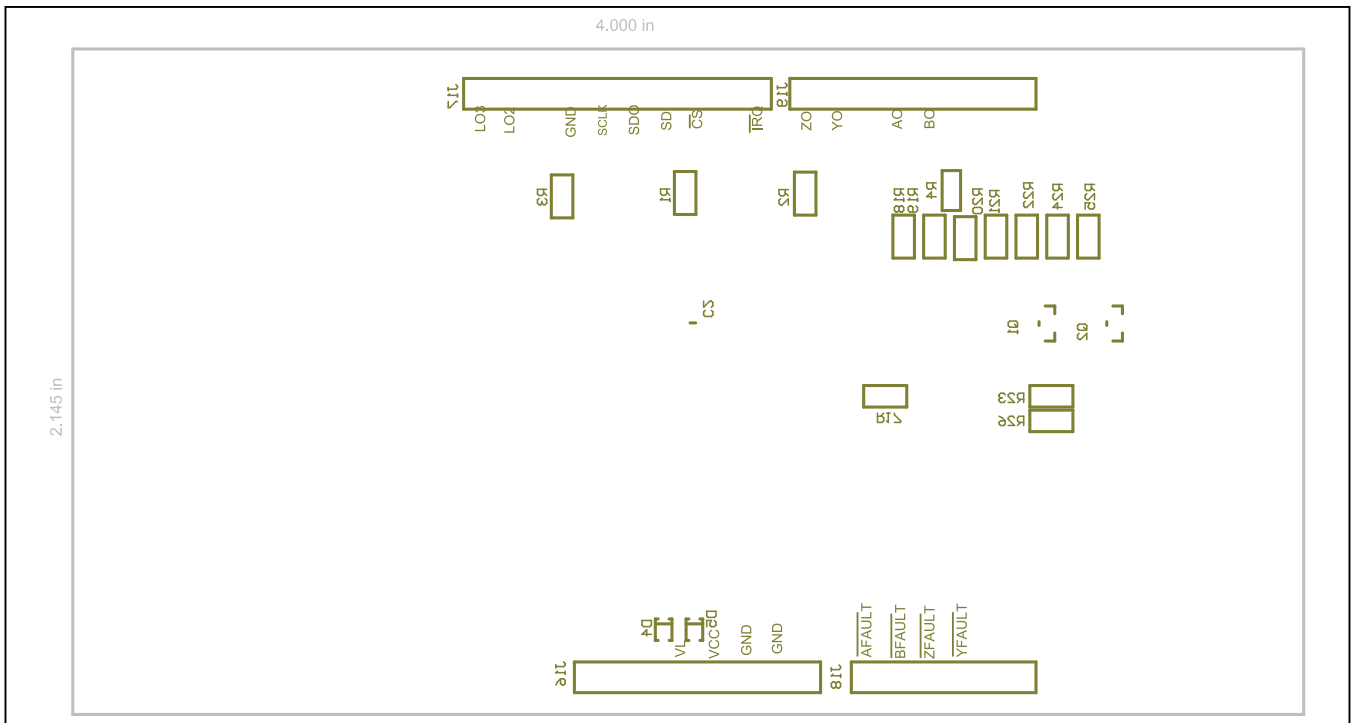 4.000 in
J17
J19
LO3
LO2
GND
SCLK
SDO
SD
CS
IRQ
ZO
YO
AO
BO
R3
R1
R2
R18
R19
R4
R20
R21
R22
R24
R25
C2
Q1
Q2
2.145 in
R17
R23
R26
D4
D5
VL
VCC
GND
GND
AFAULT
BFAULT
ZFAULT
YFAULT
J16
J18